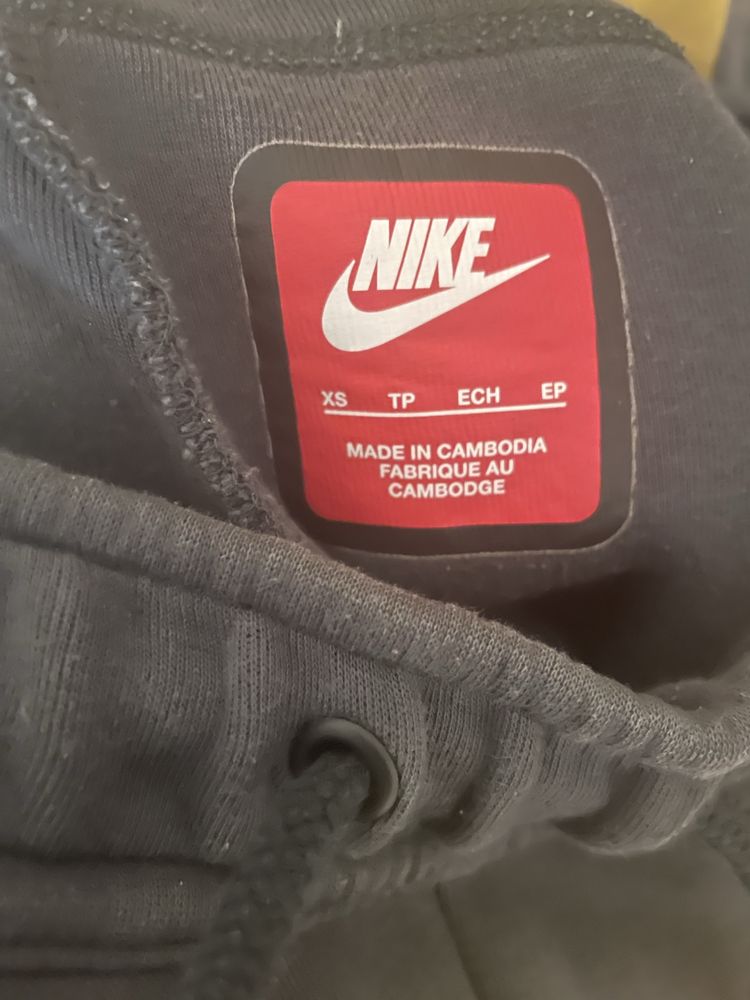 NIKE
XS TP ECH EP
MADE IN CAMBODIA
FABRIQUE AU
CAMBODGE